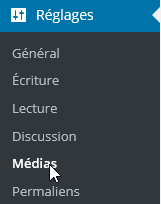 Réglages
Général
Écriture
Lecture
Discussion
Médias
Permaliens